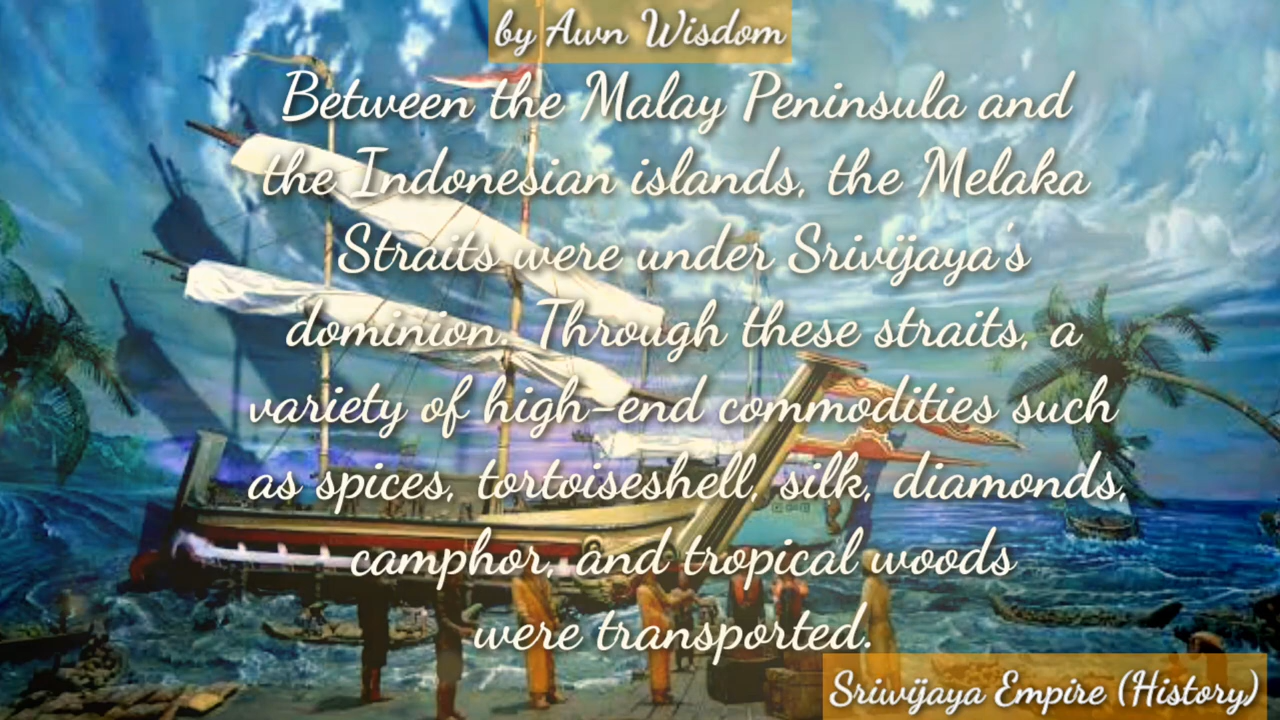 by Awn Wisdom
Between the Malay Peninsula and
the Indonesian islands, the Melaka
Straits were under Srivijaya's
dominion. Through these straits, a
variety of high-end commodities such
as spices, tortoiseshell, silk, diamonds,
camphor, and tropical woods
were transported.
Sriwijaya Empire (History)